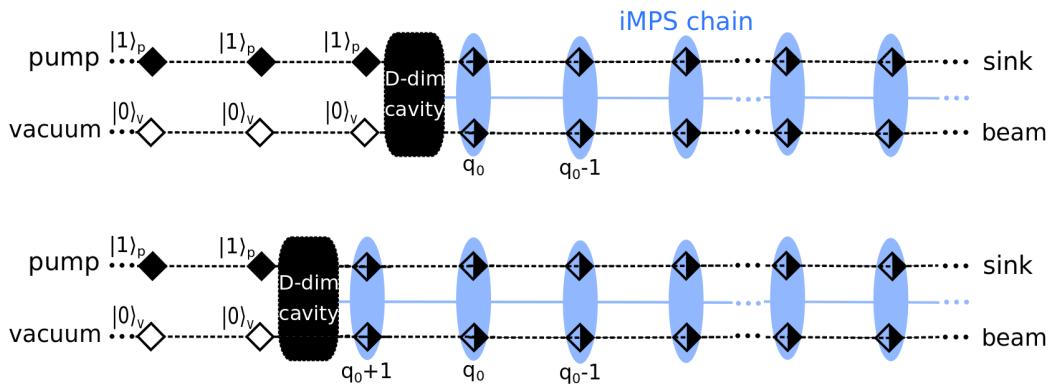 iMPS chain
pump |1⟩ₚ |1⟩ₚ |1⟩ₚ sink
D-dim
cavity
vacuum |0⟩ᵥ |0⟩ᵥ |0⟩ᵥ beam
q₀ q₀-1
pump |1⟩ₚ |1⟩ₚ sink
D-dim
cavity
vacuum |0⟩ᵥ |0⟩ᵥ beam
q₀+1 q₀ q₀-1